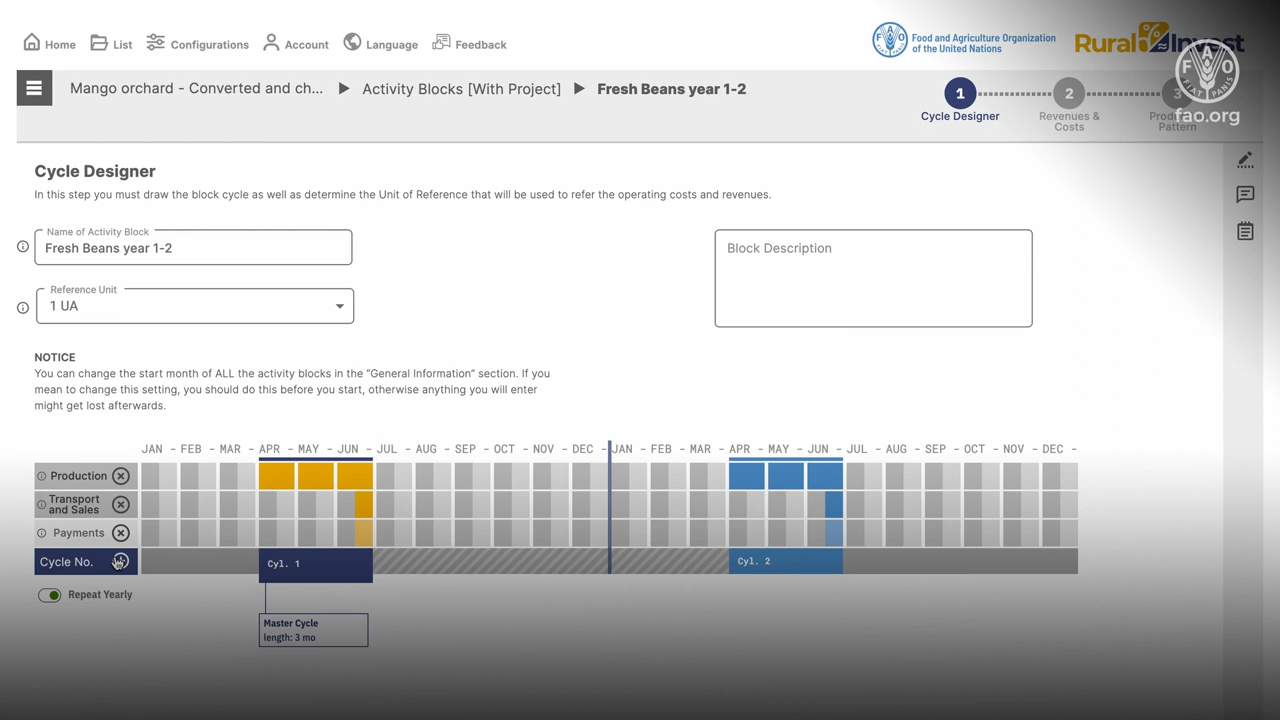 Home
List
Configurations
Account
Language
Feedback
Food and Agriculture Organization
of the United Nations
FAO
FIAT PANIS
fao.org
Mango orchard - Converted and ch...
Activity Blocks [With Project]
Fresh Beans year 1-2
1
2
3
Cycle Designer
Revenues &
Costs
Pattern
Cycle Designer
In this step you must draw the block cycle as well as determine the Unit of Reference that will be used to refer the operating costs and revenues.
Name of Activity Block
Fresh Beans year 1-2
Block Description
Reference Unit
1 UA
NOTICE
You can change the start month of ALL the activity blocks in the “General Information” section. If you
mean to change this setting, you should do this before you start, otherwise anything you will enter
might get lost afterwards.
JAN - FEB - MAR - APR - MAY - JUN - JUL - AUG - SEP - OCT - NOV - DEC - JAN - FEB - MAR - APR - MAY - JUN - JUL - AUG - SEP - OCT - NOV - DEC -
Production
Transport
and Sales
Payments
Cycle No.
Cyl. 1
Cyl. 2
Repeat Yearly
Master Cycle
length: 3 mo